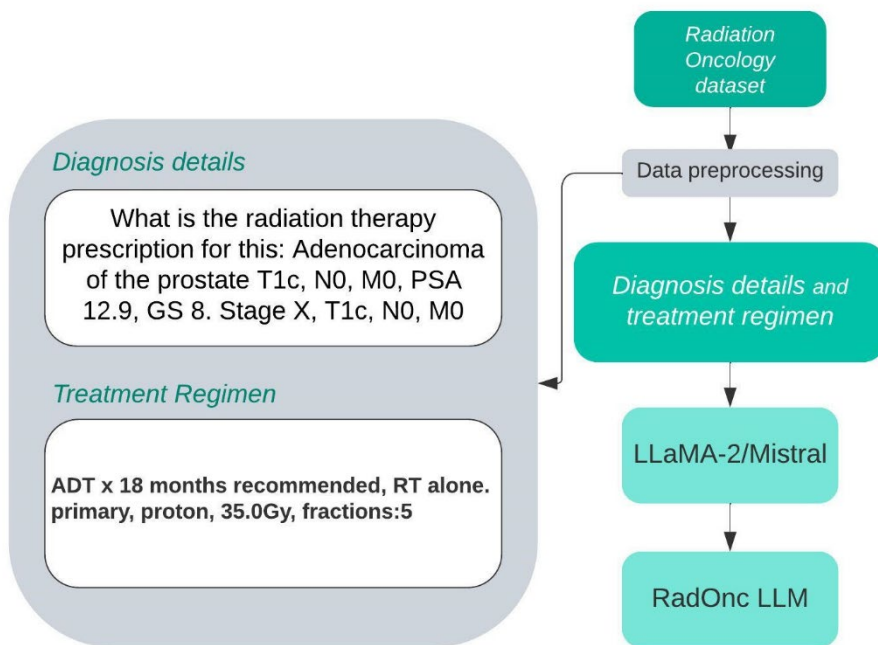 Radiation
Oncology
dataset
Data preprocessing
Diagnosis details and
treatment regimen
LLaMA-2/Mistral
RadOnc LLM
Diagnosis details
What is the radiation therapy
prescription for this: Adenocarcinoma
of the prostate T1c, N0, M0, PSA
12.9, GS 8. Stage X, T1c, N0, M0
Treatment Regimen
ADT x 18 months recommended, RT alone.
primary, proton, 35.0Gy, fractions:5